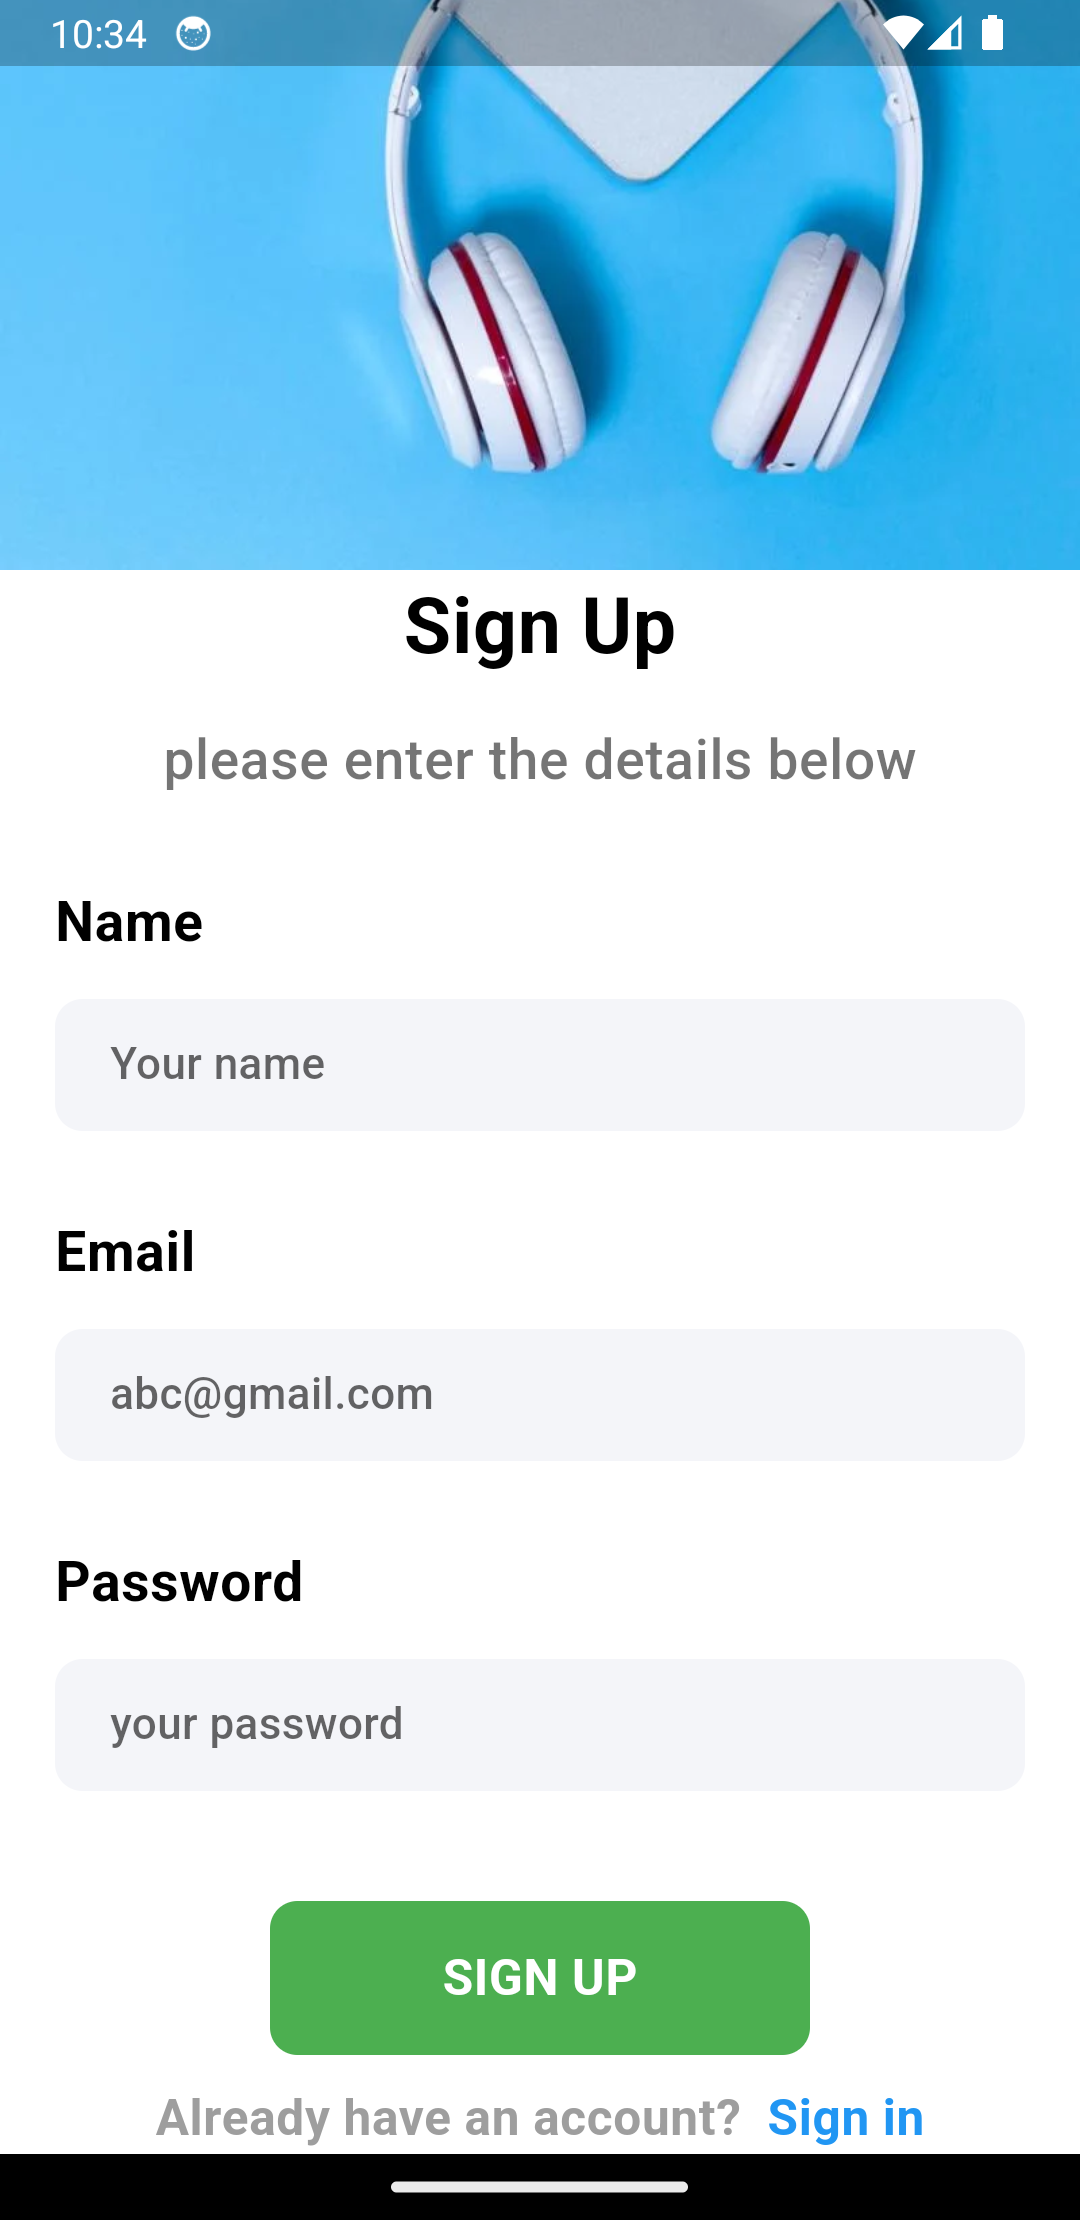 10:34
Sign Up
please enter the details below
Name
Your name
Email
abc@gmail.com
Password
your password
SIGN UP
Already have an account? Sign in